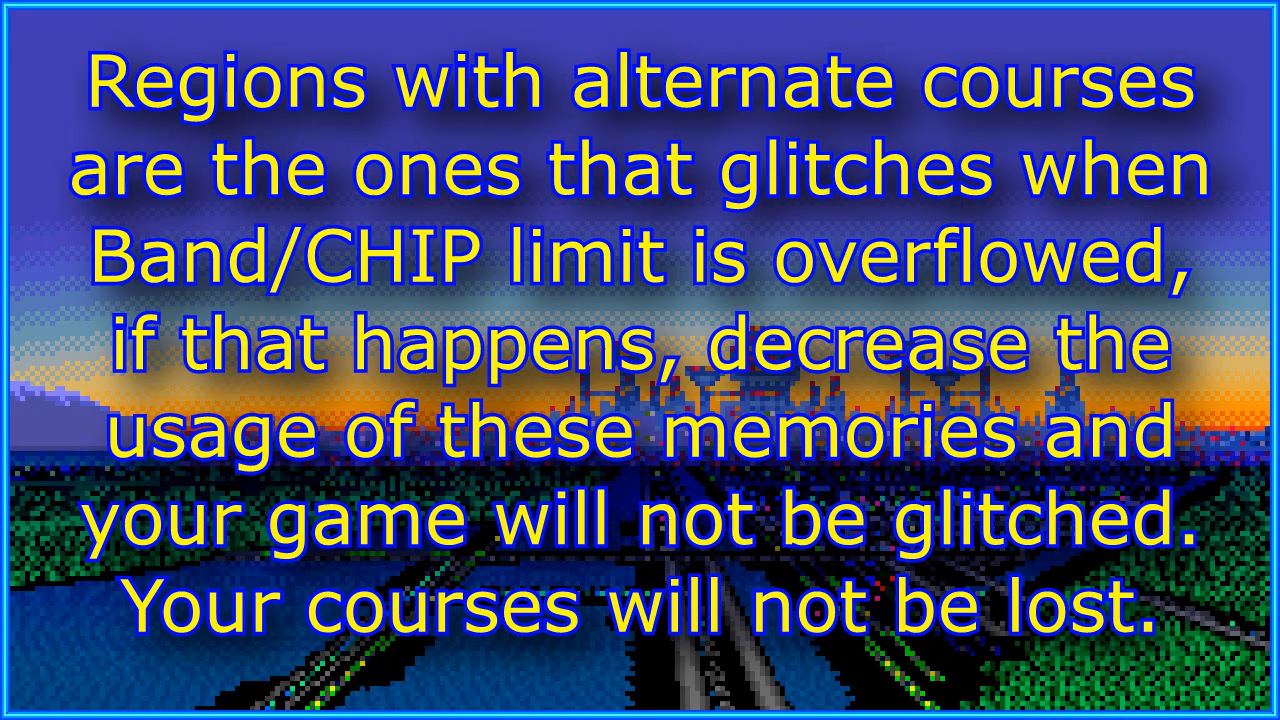 Regions with alternate courses
are the ones that glitches when
Band/CHIP limit is overflowed,
if that happens, decrease the
usage of these memories and
your game will not be glitched.
Your courses will not be lost.